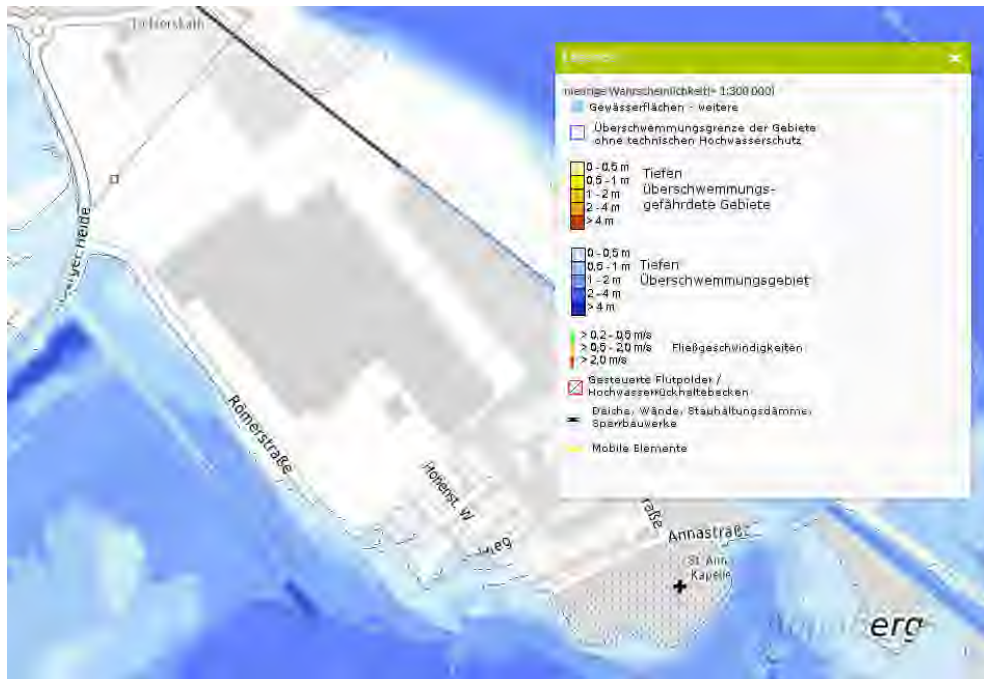 niedrige Wahrscheinlichkeit(= 1:300 000)
Gewässerflächen - weitere
Überschwemmungsgrenze der Gebiete
ohne technischen Hochwasserschutz
0 - 0,5 m
0,5 - 1 m
1 - 2 m
2 - 4 m
> 4 m
Tiefen
Überschwemmungs-
gefährdete Gebiete
0 - 0,5 m
0,5 - 1 m
1 - 2 m
2 - 4 m
> 4 m
Tiefen
Überschwemmungsgebiet
> 0,2 - 0,5 m/s
> 0,5 - 2,0 m/s
> 2,0 m/s
Fließgeschwindigkeiten
Gesteuerte Flutpolder /
Hochwasserrückhaltebecken
Deiche, Wände, Stauhaltungsdämme,
Sperrbauwerke
Mobile Elemente
Heide
Römerstraße
Hohenst. W
raße
Annastraße
St. Ann
Kapelle
erg